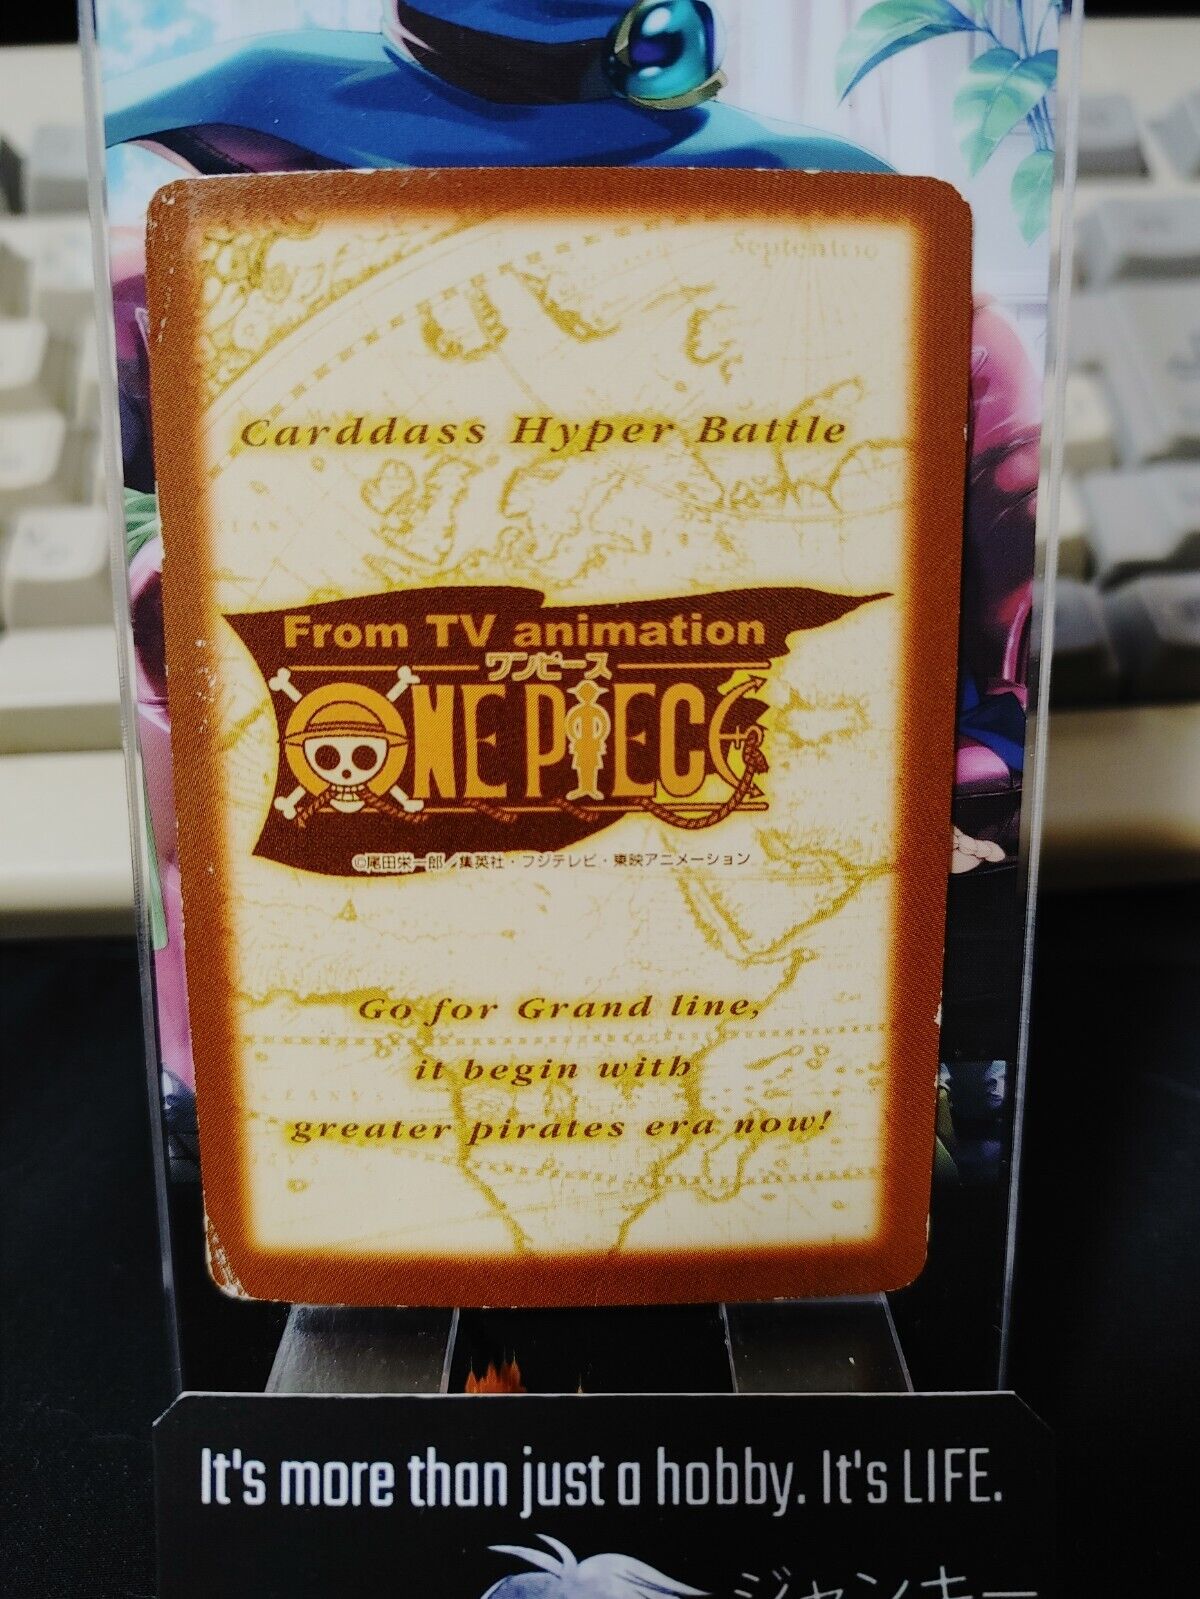 Septentrio
Carddass Hyper Battle
From TV animation
ワンピース
ONE PIECE
©尾田栄一郎／集英社・フジテレビ・東映アニメーション
Go for Grand line,
it begin with
greater pirates era now!
It's more than just a hobby. It's LIFE.
ジャンキー